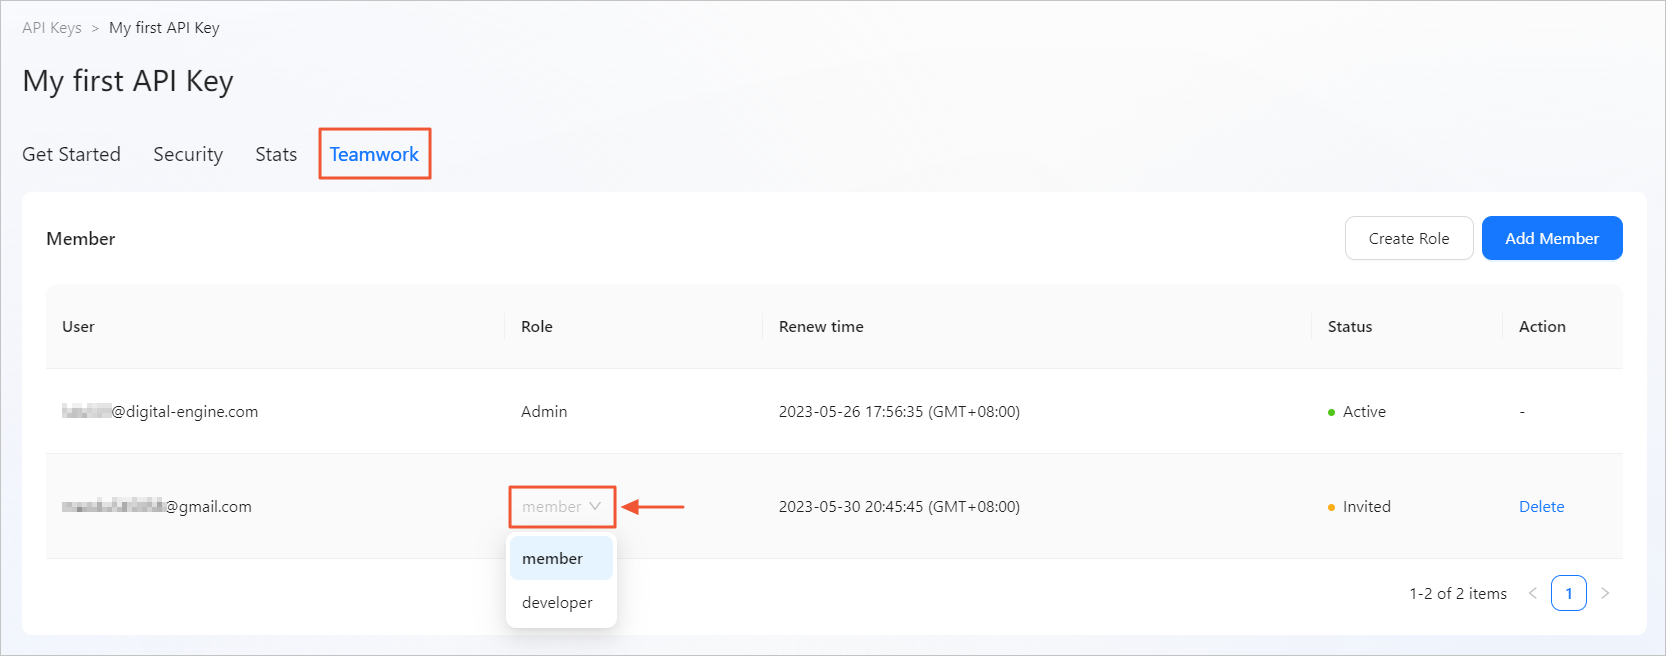 API Keys > My first API Key
My first API Key
Get Started Security Stats Teamwork
Member Create Role Add Member
User Role Renew time Status Action
@digital-engine.com Admin 2023-05-26 17:56:35 (GMT+08:00) Active -
@gmail.com member 2023-05-30 20:45:45 (GMT+08:00) Invited Delete
member
developer
1-2 of 2 items < 1 >